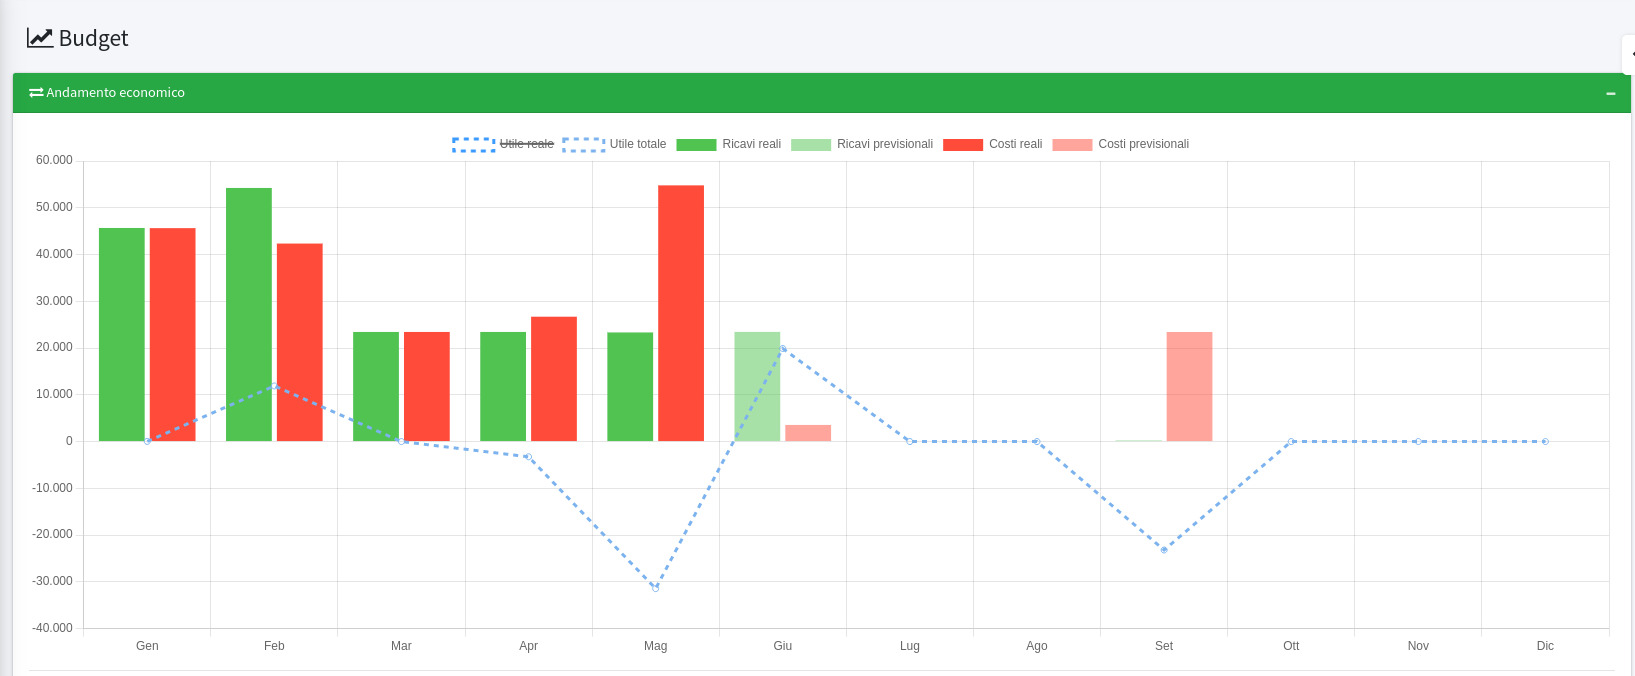 Budget
Andamento economico
Utile reale Utile totale Ricavi reali Ricavi previsionali Costi reali Costi previsionali
60.000
50.000
40.000
30.000
20.000
10.000
0
-10.000
-20.000
-30.000
-40.000
Gen Feb Mar Apr Mag Giu Lug Ago Set Ott Nov Dic